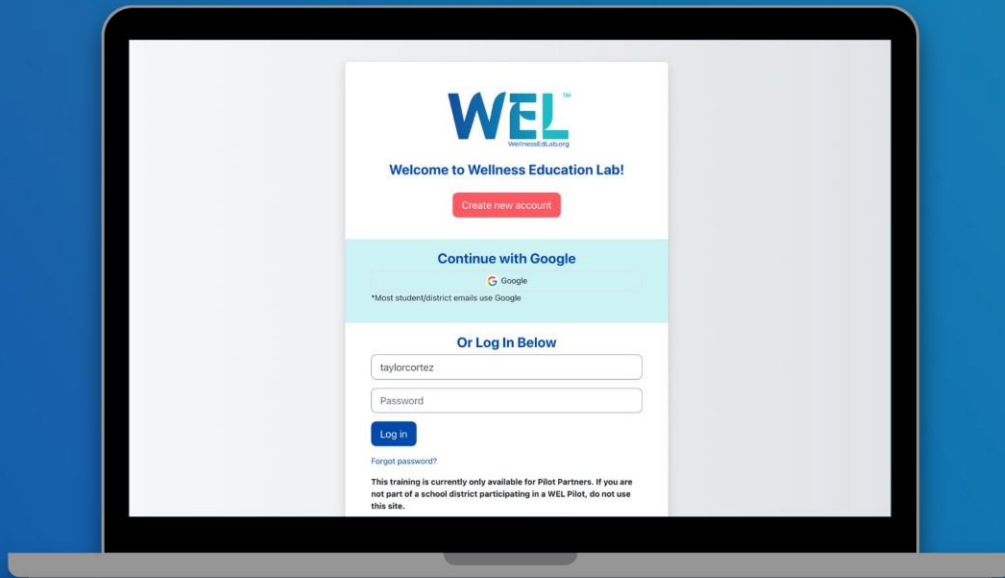 WEL™
WellnessEdLab.org
Welcome to Wellness Education Lab!
Create new account
Continue with Google
Google
*Most student/district emails use Google
Or Log In Below
taylorcortez
Password
Log in
Forgot password?
This training is currently only available for Pilot Partners. If you are
not part of a school district participating in a WEL Pilot, do not use
this site.